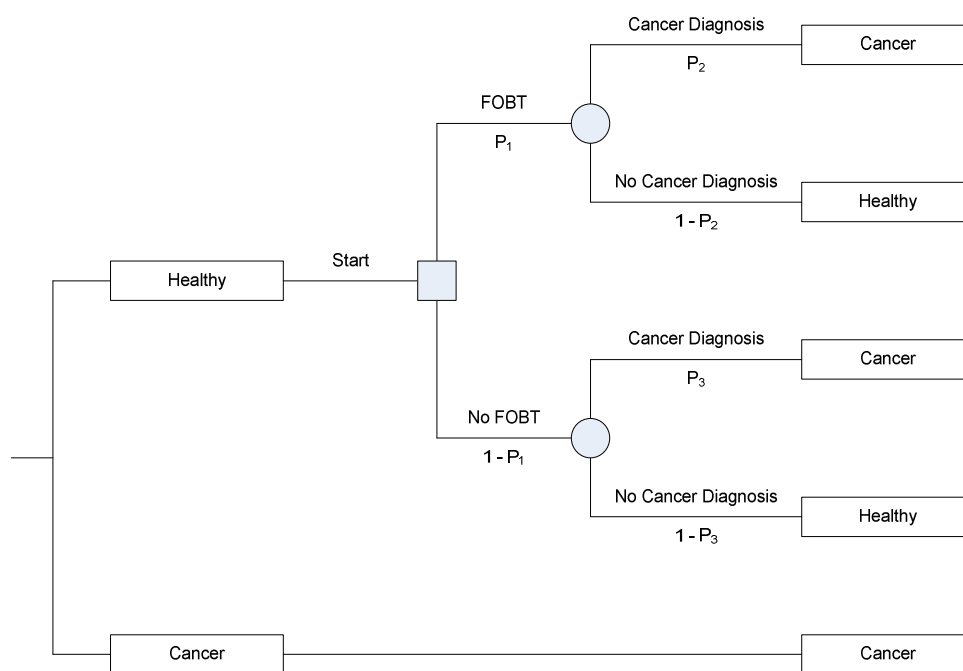 Cancer Diagnosis
Cancer
P₂
FOBT
P₁
No Cancer Diagnosis
Healthy
1 - P₂
Start
Healthy
Cancer Diagnosis
Cancer
P₃
No FOBT
1 - P₁
No Cancer Diagnosis
Healthy
1 - P₃
Cancer
Cancer